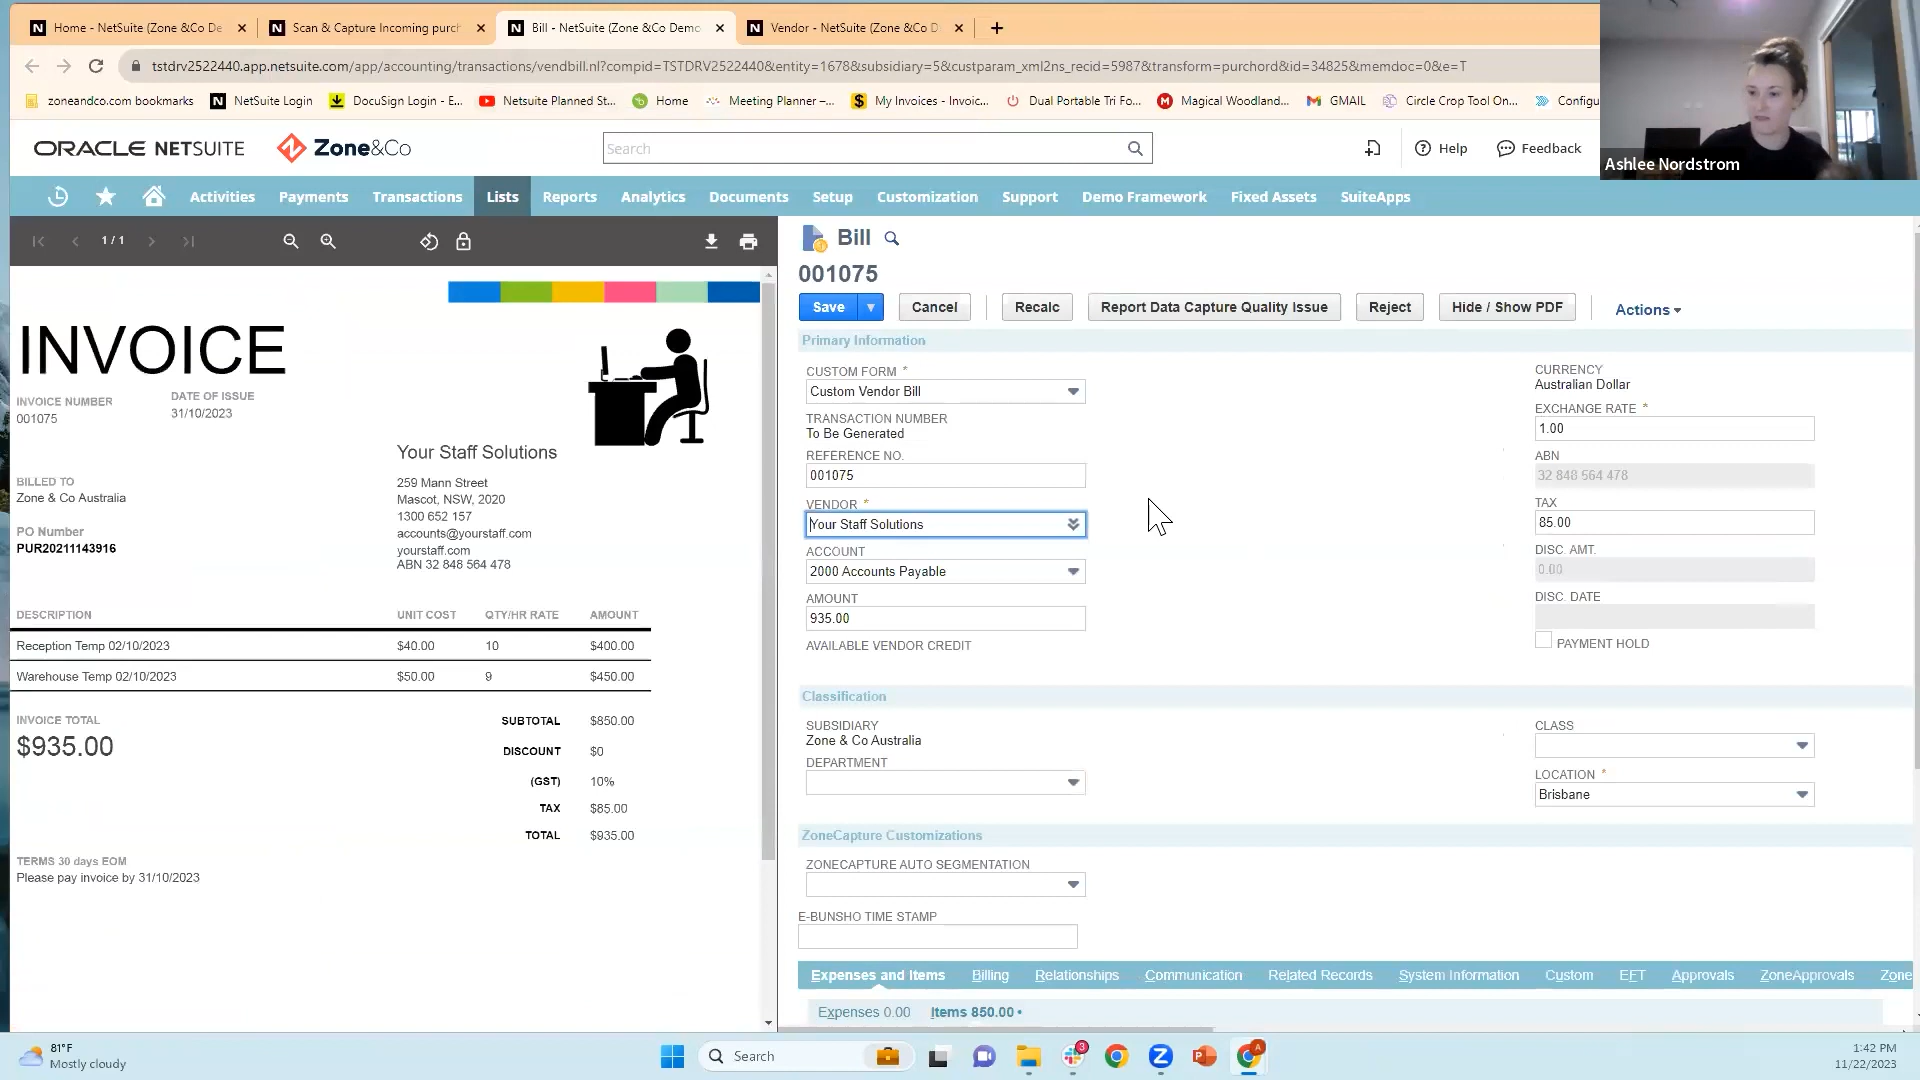 Home - NetSuite (Zone &Co De
Scan & Capture Incoming purch
Bill - NetSuite (Zone &Co Demo
Vendor - NetSuite (Zone &Co D
tstdrv2522440.app.netsuite.com/app/accounting/transactions/vendbill.nl?compid=TSTDRV2522440&entity=1678&subsidiary=5&custparam_xml2ns_recid=5987&transform=purchord&id=34825&memdoc=0&e=T
zoneandco.com bookmarks
NetSuite Login
DocuSign Login - E...
Netsuite Planned St...
Home
Meeting Planner –...
My Invoices - Invoic...
Dual Portable Tri Fo...
Magical Woodland...
GMAIL
Circle Crop Tool On...
Configu
Ashlee Nordstrom
ORACLE NETSUITE
Zone&Co
Search
Help
Feedback
Activities
Payments
Transactions
Lists
Reports
Analytics
Documents
Setup
Customization
Support
Demo Framework
Fixed Assets
SuiteApps
1 / 1
INVOICE
INVOICE NUMBER
001075
DATE OF ISSUE
31/10/2023
Your Staff Solutions
BILLED TO
Zone & Co Australia
259 Mann Street
Mascot, NSW, 2020
1300 652 157
accounts@yourstaff.com
yourstaff.com
ABN 32 848 564 478
PO Number
PUR20211143916
DESCRIPTION UNIT COST QTY/HR RATE AMOUNT
Reception Temp 02/10/2023 $40.00 10 $400.00
Warehouse Temp 02/10/2023 $50.00 9 $450.00
INVOICE TOTAL
$935.00
SUBTOTAL $850.00
DISCOUNT $0
(GST) 10%
TAX $85.00
TOTAL $935.00
TERMS 30 days EOM
Please pay invoice by 31/10/2023
Bill
001075
Save
Cancel
Recalc
Report Data Capture Quality Issue
Reject
Hide / Show PDF
Actions
Primary Information
CUSTOM FORM *
Custom Vendor Bill
TRANSACTION NUMBER
To Be Generated
REFERENCE NO.
001075
VENDOR *
Your Staff Solutions
ACCOUNT
2000 Accounts Payable
AMOUNT
935.00
AVAILABLE VENDOR CREDIT
CURRENCY
Australian Dollar
EXCHANGE RATE *
1.00
ABN
32 848 564 478
TAX
85.00
DISC. AMT.
0.00
DISC. DATE
PAYMENT HOLD
Classification
SUBSIDIARY
Zone & Co Australia
DEPARTMENT
CLASS
LOCATION *
Brisbane
ZoneCapture Customizations
ZONECAPTURE AUTO SEGMENTATION
E-BUNSHO TIME STAMP
Expenses and Items
Billing
Relationships
Communication
Related Records
System Information
Custom
EFT
Approvals
ZoneApprovals
Zone
Expenses 0.00
Items 850.00 •
81°F
Mostly cloudy
Search
3
A
1:42 PM
11/22/2023